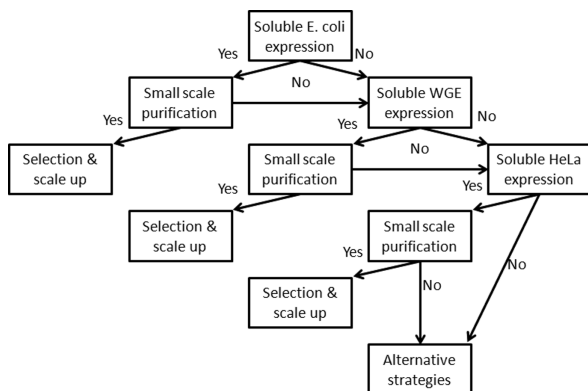 Soluble E. coli
expression
Yes
No
Small scale
purification
No
Soluble WGE
expression
Yes
Yes
No
Selection &
scale up
Small scale
purification
No
Soluble HeLa
expression
Yes
Yes
Selection &
scale up
Small scale
purification
Yes
No
Selection &
scale up
No
Alternative
strategies